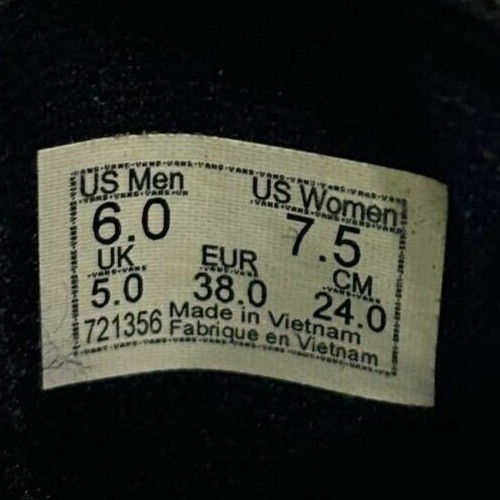 US Men US Women
6.0 7.5
UK EUR CM
5.0 38.0 24.0
721356 Made in Vietnam
Fabrique en Vietnam